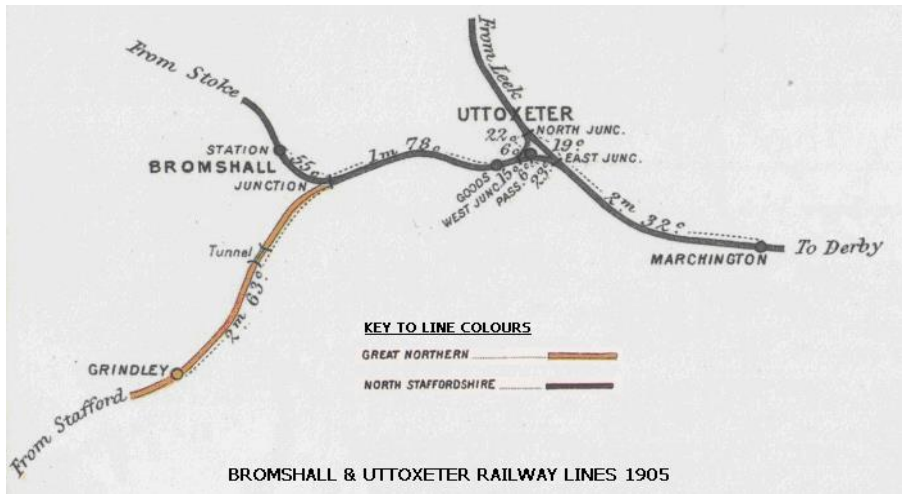 From Stoke
From Leek
UTTOXETER
NORTH JUNC.
22c.
19c.
6c.
EAST JUNC.
STATION
BROMSHALL
JUNCTION
55c.
1m 78c.
GOODS
WEST JUNC.
15c.
PASS.
6c.
23c.
2m 32c.
To Derby
MARCHINGTON
Tunnel
2m 63c.
GRINDLEY
From Stafford
KEY TO LINE COLOURS
GREAT NORTHERN
NORTH STAFFORDSHIRE
BROMSHALL & UTTOXETER RAILWAY LINES 1905